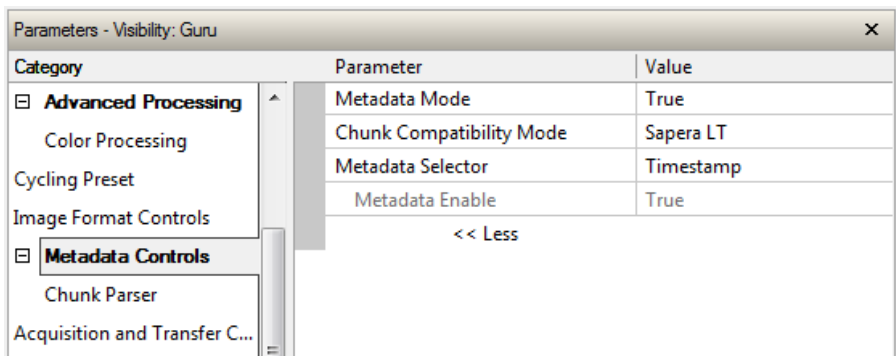 Parameters - Visibility: Guru
Category
Advanced Processing
Color Processing
Cycling Preset
Image Format Controls
Metadata Controls
Chunk Parser
Acquisition and Transfer C...
Parameter Value
Metadata Mode True
Chunk Compatibility Mode Sapera LT
Metadata Selector Timestamp
Metadata Enable True
<< Less